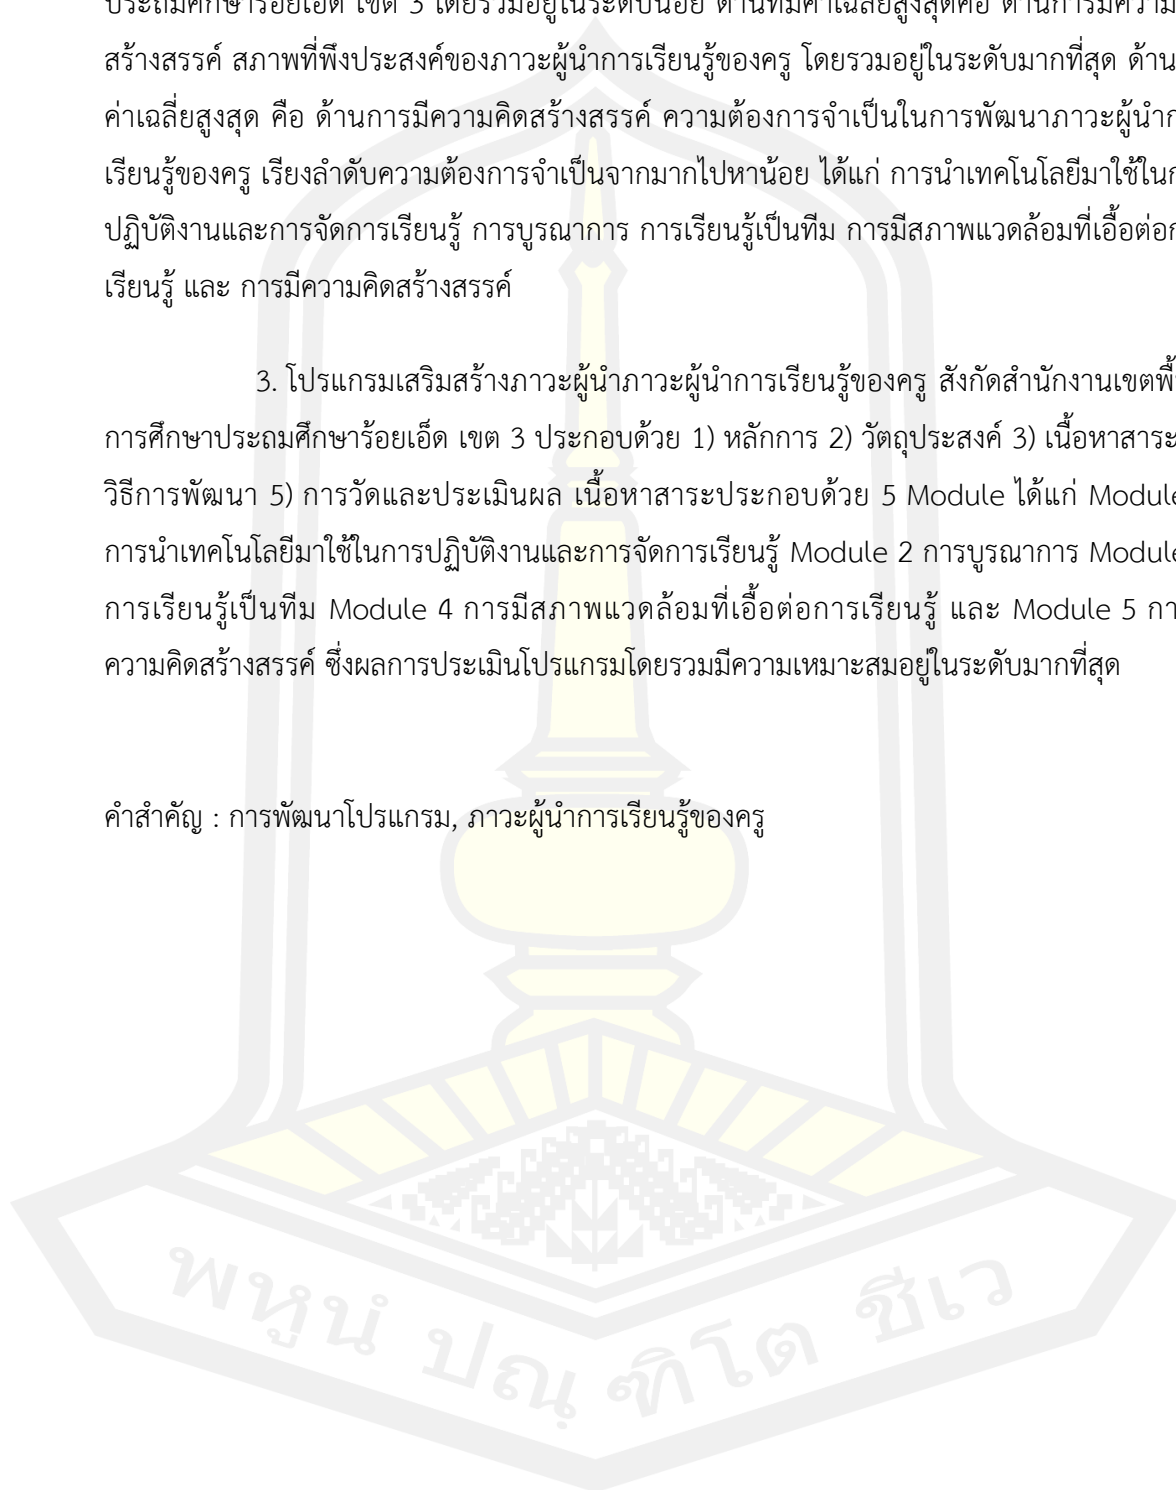 ประถมศึกษาร้อยเอ็ด เขต 3 โดยรวมอยู่ในระดับน้อย ด้านที่มีค่าเฉลี่ยสูงสุดคือ ด้านการมีความ
สร้างสรรค์ สภาพที่พึงประสงค์ของภาวะผู้นำการเรียนรู้ของครู โดยรวมอยู่ในระดับมากที่สุด ด้าน
ค่าเฉลี่ยสูงสุด คือ ด้านการมีความคิดสร้างสรรค์ ความต้องการจำเป็นในการพัฒนาภาวะผู้นำก
เรียนรู้ของครู เรียงลำดับความต้องการจำเป็นจากมากไปหาน้อย ได้แก่ การนำเทคโนโลยีมาใช้ในก
ปฏิบัติงานและการจัดการเรียนรู้ การบูรณาการ การเรียนรู้เป็นทีม การมีสภาพแวดล้อมที่เอื้อต่อก
เรียนรู้ และ การมีความคิดสร้างสรรค์
3. โปรแกรมเสริมสร้างภาวะผู้นำภาวะผู้นำการเรียนรู้ของครู สังกัดสำนักงานเขตพื้
การศึกษาประถมศึกษาร้อยเอ็ด เขต 3 ประกอบด้วย 1) หลักการ 2) วัตถุประสงค์ 3) เนื้อหาสาระ
วิธีการพัฒนา 5) การวัดและประเมินผล เนื้อหาสาระประกอบด้วย 5 Module ได้แก่ Module
การนำเทคโนโลยีมาใช้ในการปฏิบัติงานและการจัดการเรียนรู้ Module 2 การบูรณาการ Module
การเรียนรู้เป็นทีม Module 4 การมีสภาพแวดล้อมที่เอื้อต่อการเรียนรู้ และ Module 5 กา
ความคิดสร้างสรรค์ ซึ่งผลการประเมินโปรแกรมโดยรวมมีความเหมาะสมอยู่ในระดับมากที่สุด
คำสำคัญ : การพัฒนาโปรแกรม, ภาวะผู้นำการเรียนรู้ของครู
พหูนํ ปณฺฑิโต ชีเว